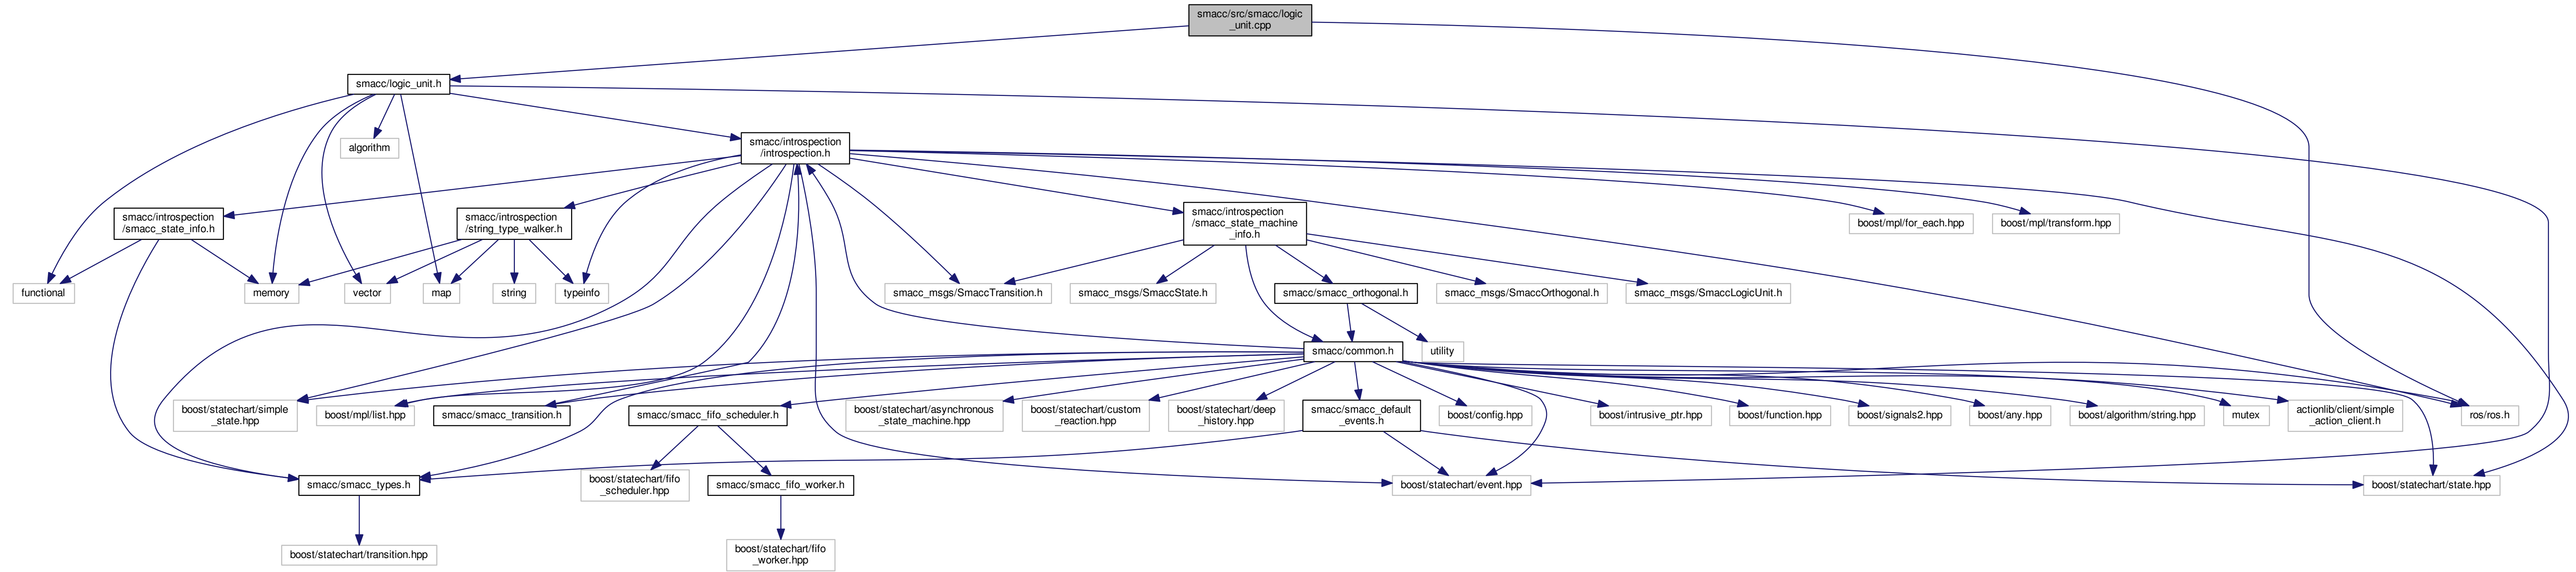 smacc/src/smacc/logic
_unit.cpp
smacc/logic_unit.h
algorithm
smacc/introspection
/introspection.h
smacc/introspection
/smacc_state_info.h
smacc/introspection
/string_type_walker.h
smacc/introspection
/smacc_state_machine
_info.h
boost/mpl/for_each.hpp
boost/mpl/transform.hpp
functional
memory
vector
map
string
typeinfo
smacc_msgs/SmaccTransition.h
smacc_msgs/SmaccState.h
smacc/smacc_orthogonal.h
smacc_msgs/SmaccOrthogonal.h
smacc_msgs/SmaccLogicUnit.h
smacc/common.h
utility
boost/statechart/simple
_state.hpp
boost/mpl/list.hpp
smacc/smacc_transition.h
smacc/smacc_fifo_scheduler.h
boost/statechart/asynchronous
_state_machine.hpp
boost/statechart/custom
_reaction.hpp
boost/statechart/deep
_history.hpp
smacc/smacc_default
_events.h
boost/config.hpp
boost/intrusive_ptr.hpp
boost/function.hpp
boost/signals2.hpp
boost/any.hpp
boost/algorithm/string.hpp
mutex
actionlib/client/simple
_action_client.h
ros/ros.h
smacc/smacc_types.h
boost/statechart/fifo
_scheduler.hpp
smacc/smacc_fifo_worker.h
boost/statechart/event.hpp
boost/statechart/state.hpp
boost/statechart/transition.hpp
boost/statechart/fifo
_worker.hpp